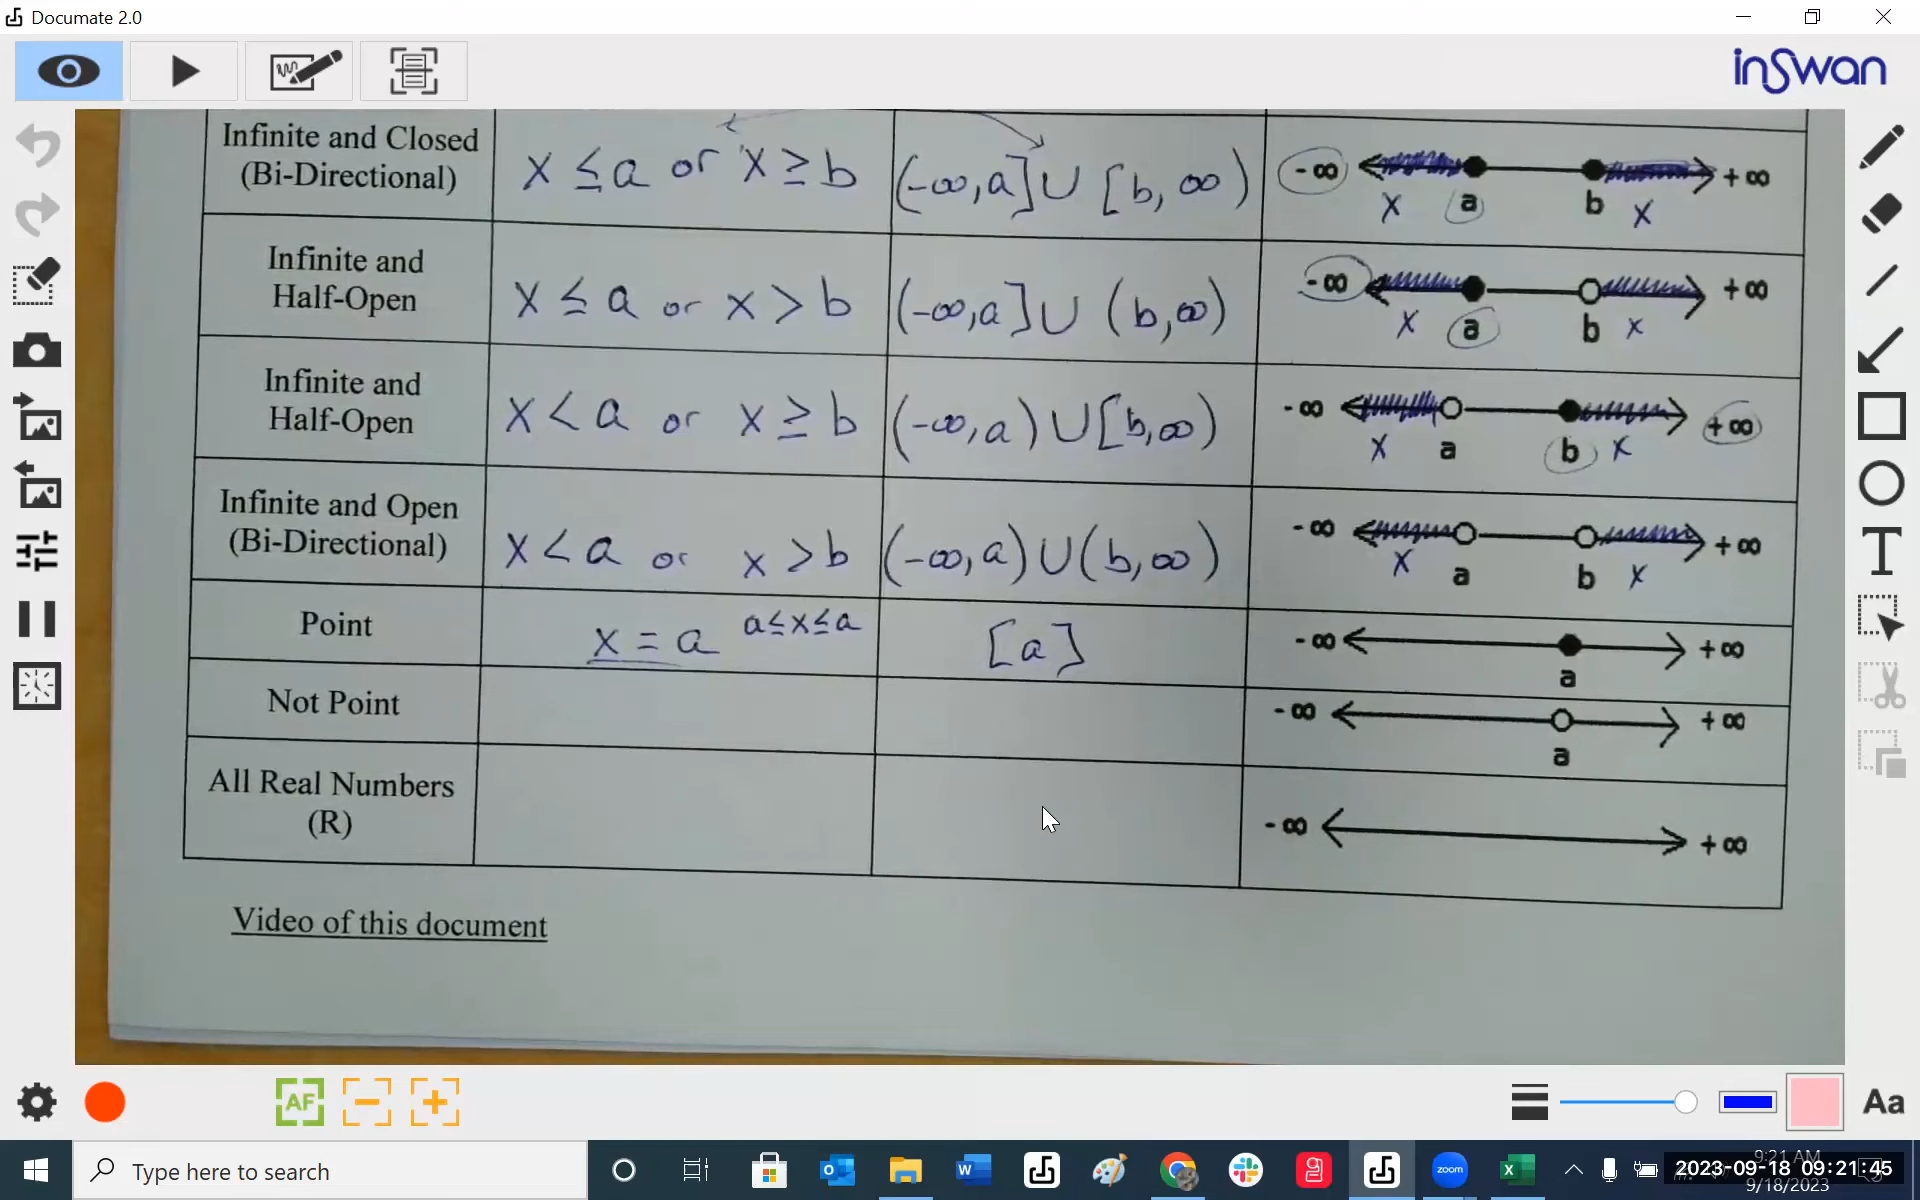 Documate 2.0
inSwan
Infinite and Closed
(Bi-Directional)
x ≤ a or x ≥ b
(-∞, a] ∪ [b, ∞)
- ∞
+ ∞
x a b x
Infinite and
Half-Open
x ≤ a or x > b
(-∞, a] ∪ (b, ∞)
- ∞
+ ∞
x a b x
Infinite and
Half-Open
x < a or x ≥ b
(-∞, a) ∪ [b, ∞)
- ∞
+ ∞
x a b x
Infinite and Open
(Bi-Directional)
x < a or x > b
(-∞, a) ∪ (b, ∞)
- ∞
+ ∞
x a b x
Point
x = a a≤x≤a
[a]
- ∞
+ ∞
a
Not Point
- ∞
+ ∞
a
All Real Numbers
(R)
- ∞
+ ∞
Video of this document
AF
Aa
Type here to search
zoom
9:21 AM
2023-09-18 09:21:45
9/18/2023